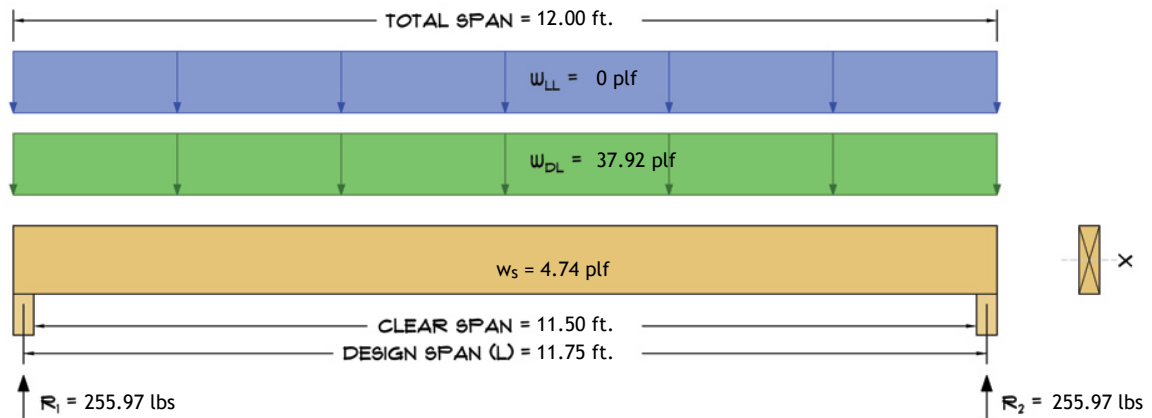 TOTAL SPAN = 12.00 ft.
wLL = 0 plf
wDL = 37.92 plf
ws = 4.74 plf
X
CLEAR SPAN = 11.50 ft.
DESIGN SPAN (L) = 11.75 ft.
R1 = 255.97 lbs
R2 = 255.97 lbs